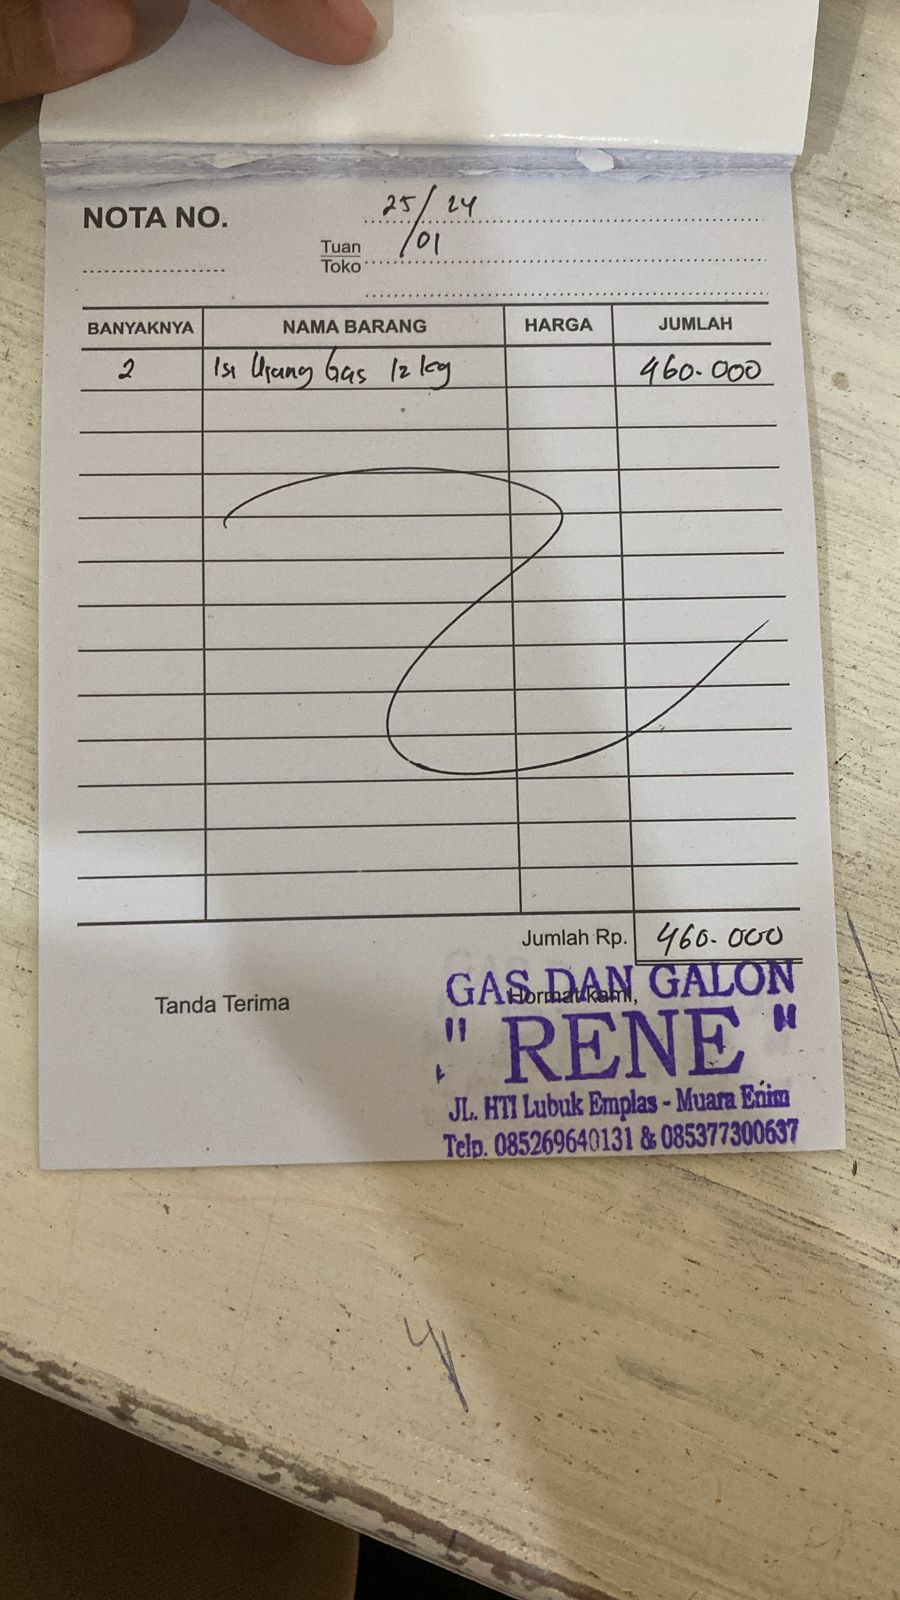 NOTA NO.
25/01 24
Tuan
Toko
BANYAKNYA NAMA BARANG HARGA JUMLAH
2 Isi Ulang Gas 12 kg 460.000
Jumlah Rp. 460.000
Tanda Terima Hormat kami,
GAS DAN GALON
" RENE "
JL. HTI Lubuk Emplas - Muara Enim
Telp. 085269640131 & 085377300637